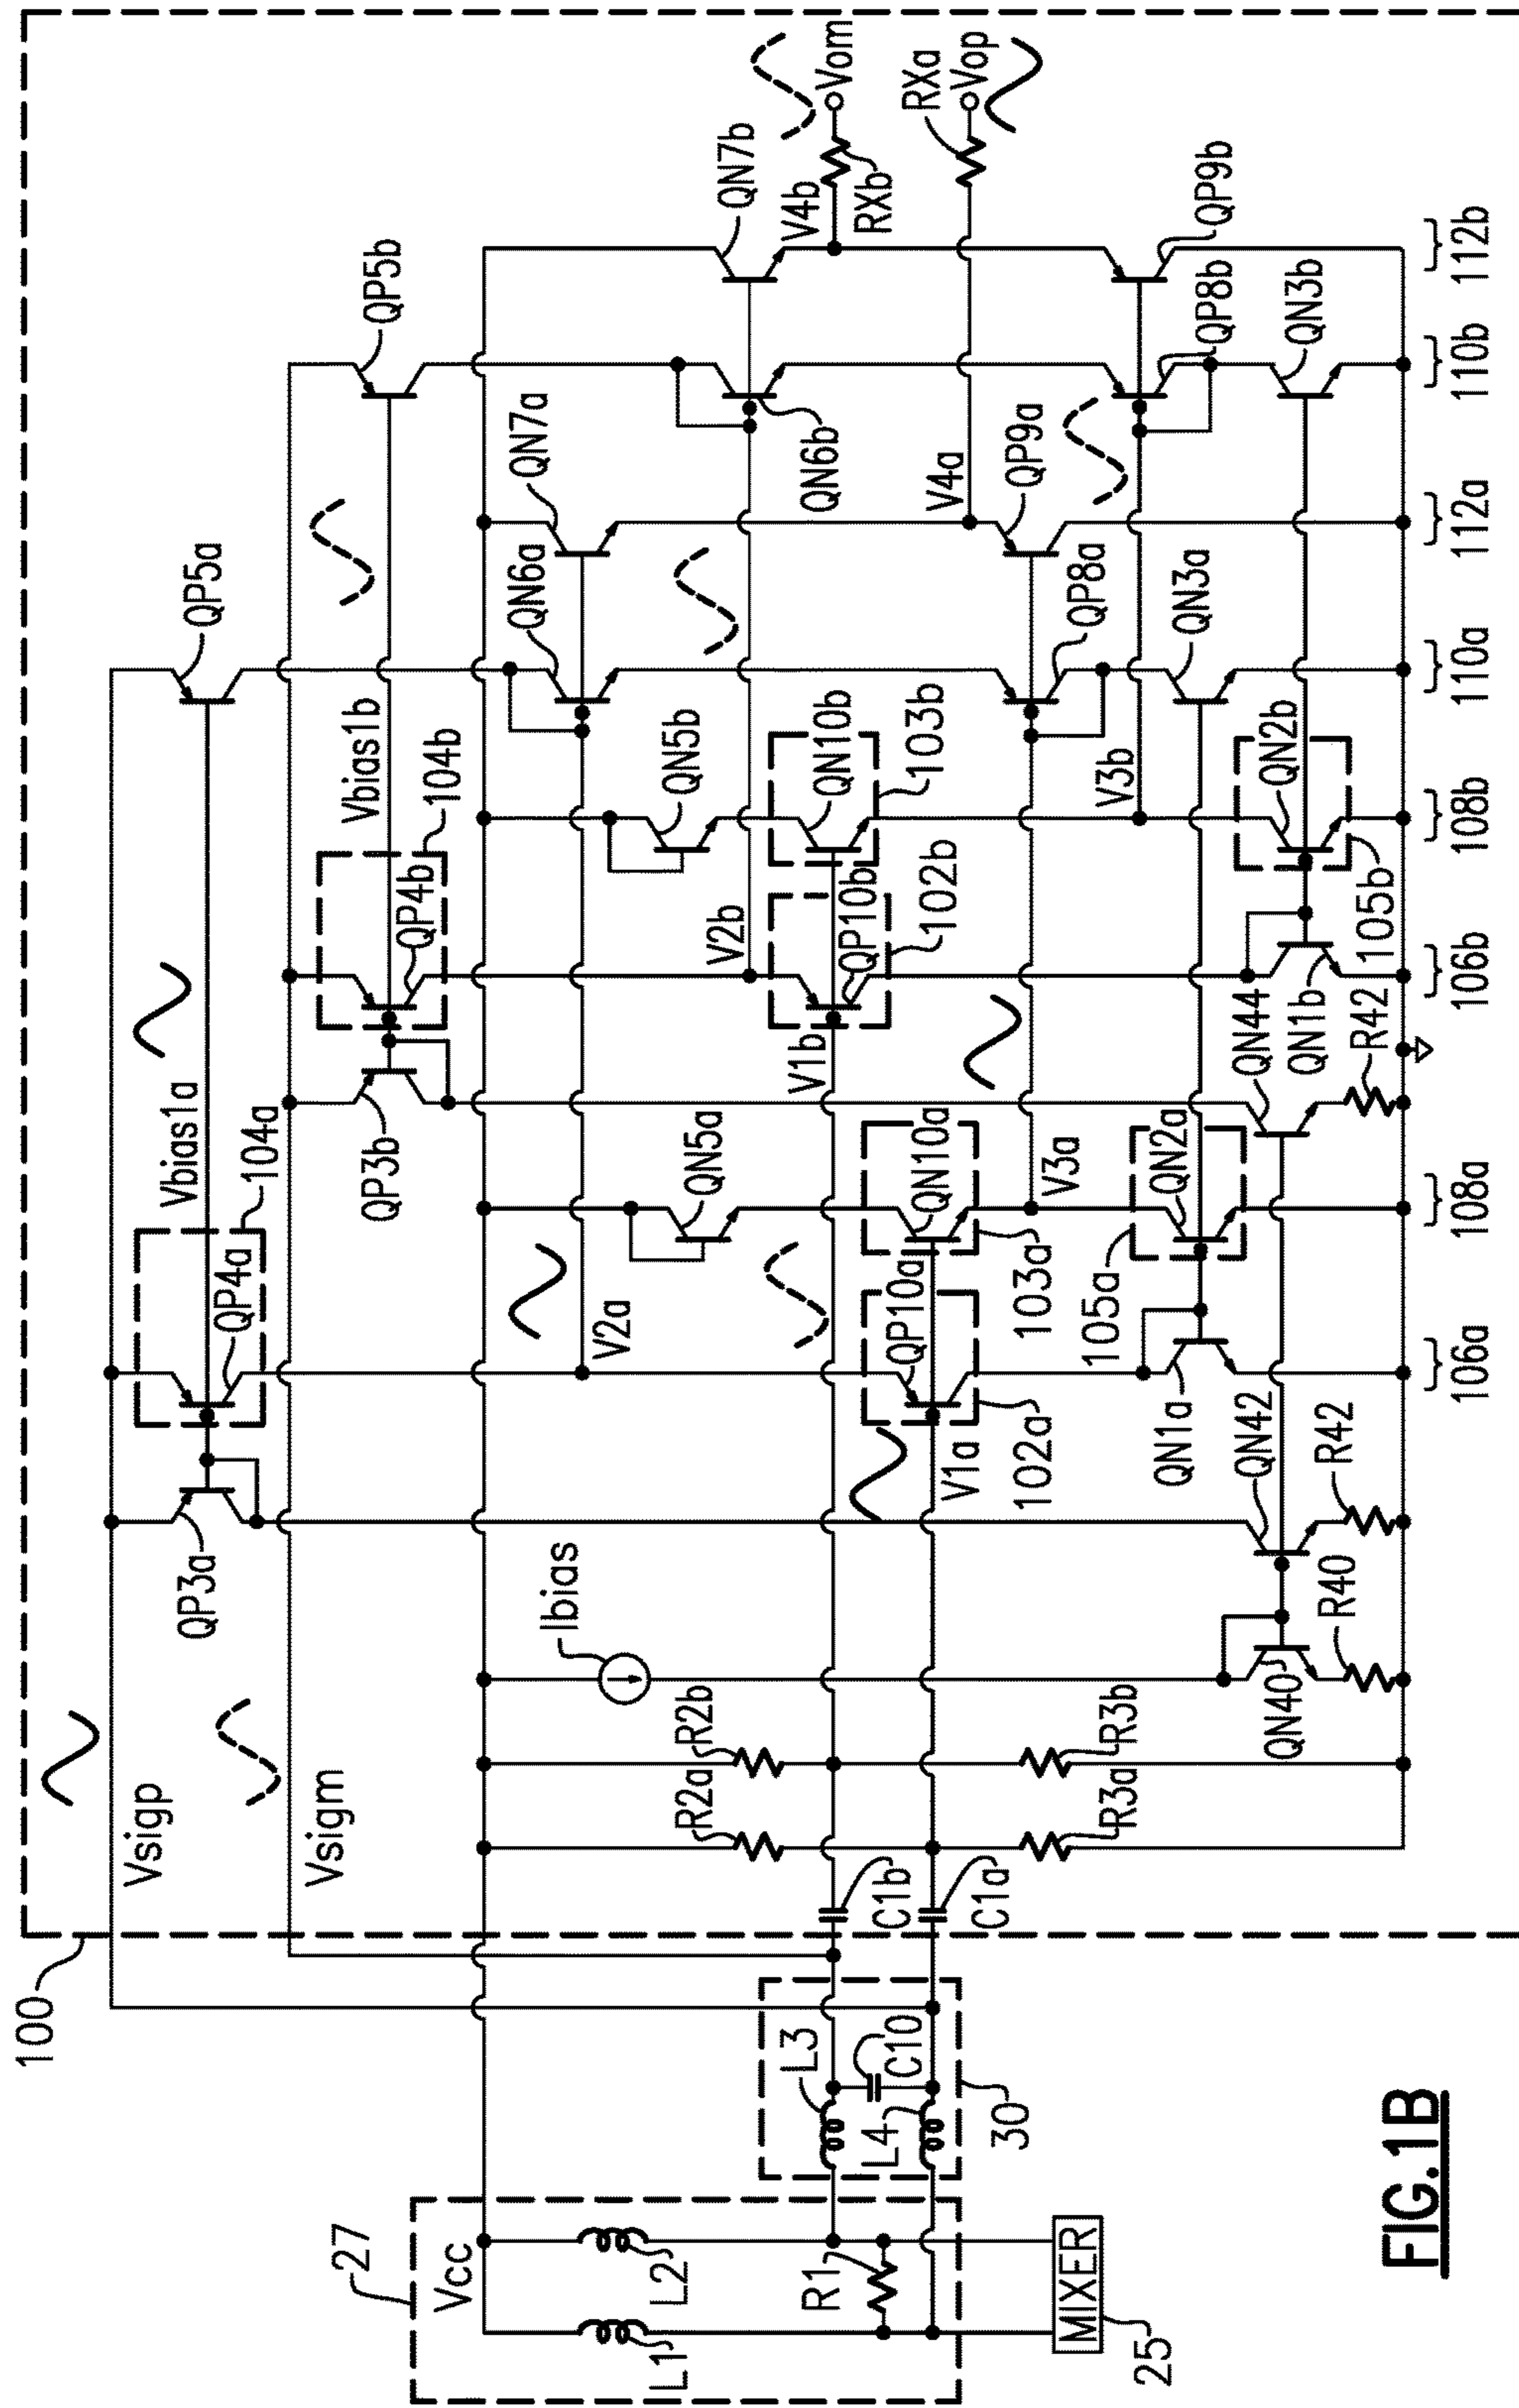 100
Vsigp
Vsigm
QP3a
QP4a
104a
Vbias1a
QP5a
QP3b
QP4b
104b
Vbias1b
QP5b
27
Vcc
L1
L2
R1
MIXER
25
L3
L4
C10
30
C1b
C1a
R2a
R2b
R3a
R3b
Ibias
QN40
R40
QN42
R42
V2a
QP10a
V1a
102a
QN1a
QN5a
QN10a
103a
V3a
105a
QN2a
QN44
R42
V2b
V1b
QP10b
102b
QN1b
QN5b
QN10b
103b
V3b
QN2b
105b
QN6a
QP8a
QN3a
QN7a
V4a
QP9a
QN6b
QP8b
QN3b
QN7b
V4b
QP9b
RXb
Vom
RXa
Vop
106a
108a
106b
108b
110a
112a
110b
112b
FIG.1B